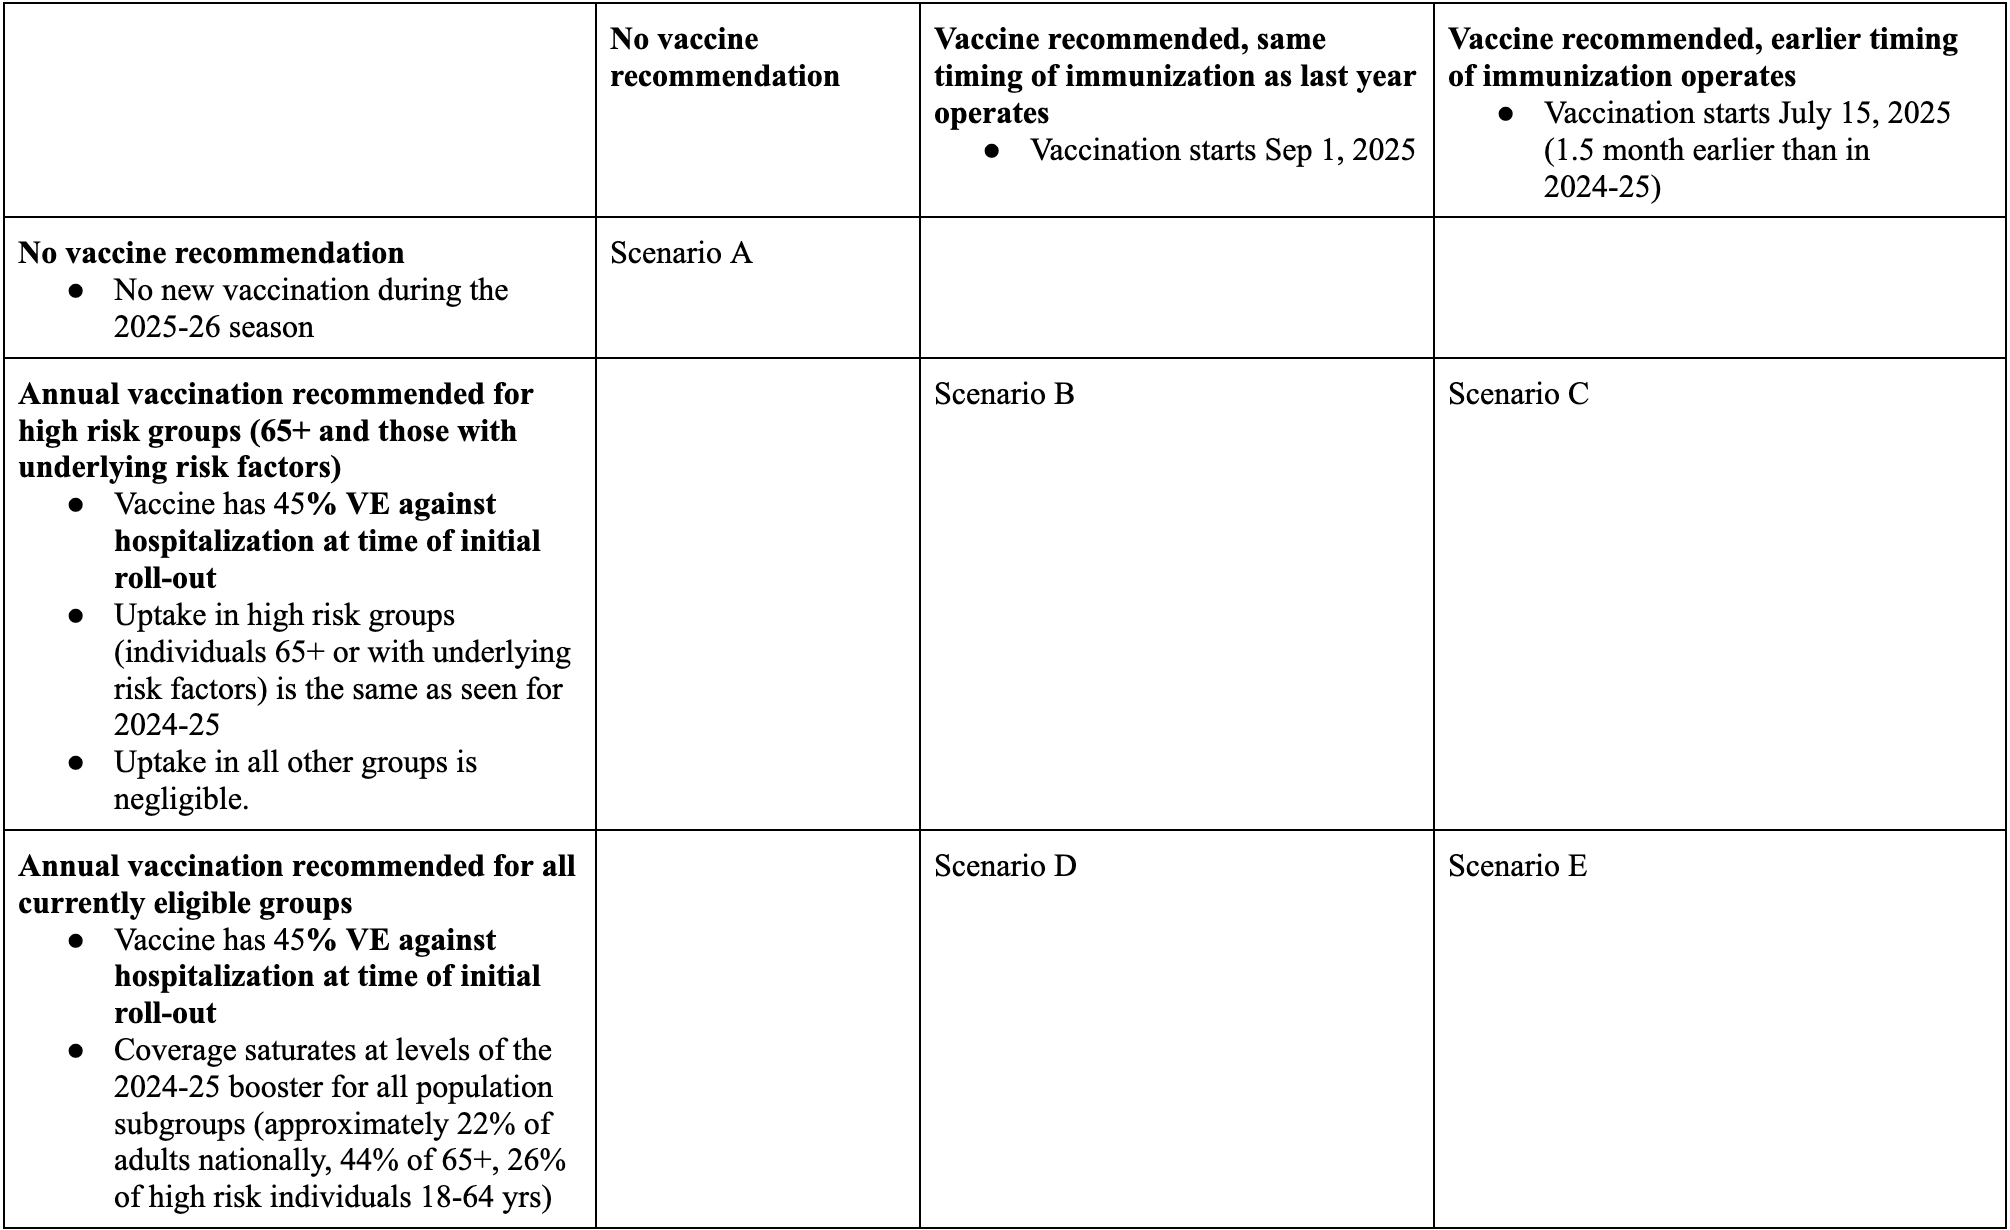 No vaccine
recommendation
Vaccine recommended, same
timing of immunization as last year
operates
● Vaccination starts Sep 1, 2025
Vaccine recommended, earlier timing
of immunization operates
● Vaccination starts July 15, 2025
(1.5 month earlier than in
2024-25)
No vaccine recommendation
● No new vaccination during the
2025-26 season
Scenario A
Annual vaccination recommended for
high risk groups (65+ and those with
underlying risk factors)
● Vaccine has 45% VE against
hospitalization at time of initial
roll-out
● Uptake in high risk groups
(individuals 65+ or with underlying
risk factors) is the same as seen for
2024-25
● Uptake in all other groups is
negligible.
Scenario B
Scenario C
Annual vaccination recommended for all
currently eligible groups
● Vaccine has 45% VE against
hospitalization at time of initial
roll-out
● Coverage saturates at levels of the
2024-25 booster for all population
subgroups (approximately 22% of
adults nationally, 44% of 65+, 26%
of high risk individuals 18-64 yrs)
Scenario D
Scenario E